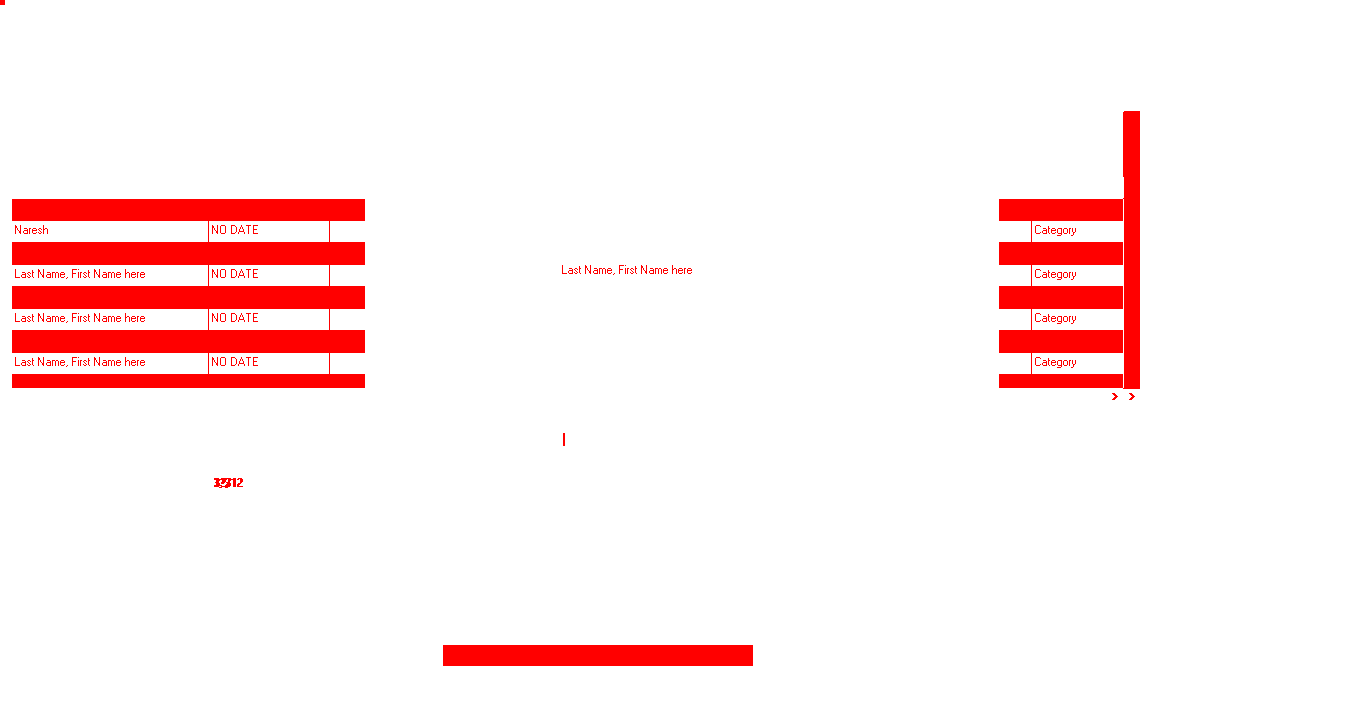 Naresh NO DATE Category
Last Name, First Name here
Last Name, First Name here NO DATE Category
Last Name, First Name here NO DATE Category
Last Name, First Name here NO DATE Category
> >